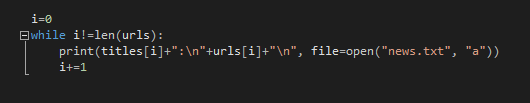 i=0
while i!=len(urls):
    print(titles[i]+":\n"+urls[i]+"\n", file=open("news.txt", "a"))
    i+=1